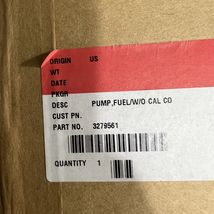 ORIGIN US
WT
DATE
PKGR
DESC PUMP,FUEL/W/O CAL CO
CUST PN.
PART NO. 3279561
QUANTITY 1